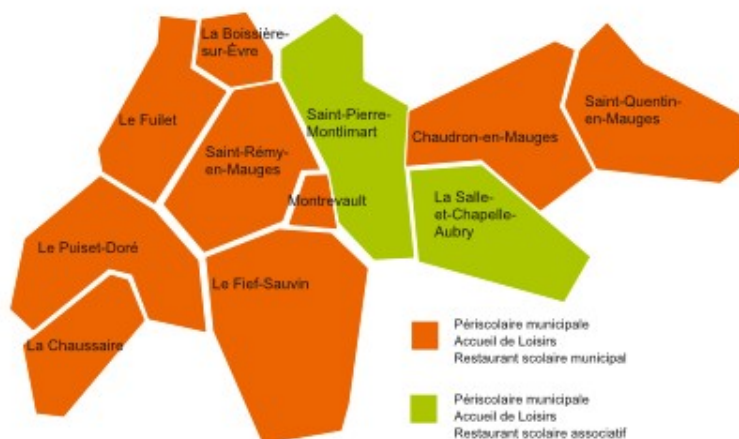 La Boissière-
sur-Èvre
Le Fuilet
Saint-Pierre-
Montlimart
Saint-Quentin-
en-Mauges
Chaudron-en-Mauges
Saint-Rémy-
en-Mauges
Montrevault
La Salle-
et-Chapelle-
Aubry
Le Puiset-Doré
Le Fief-Sauvin
La Chaussaire
Périscolaire municipale
Accueil de Loisirs
Restaurant scolaire municipal
Périscolaire municipale
Accueil de Loisirs
Restaurant scolaire associatif